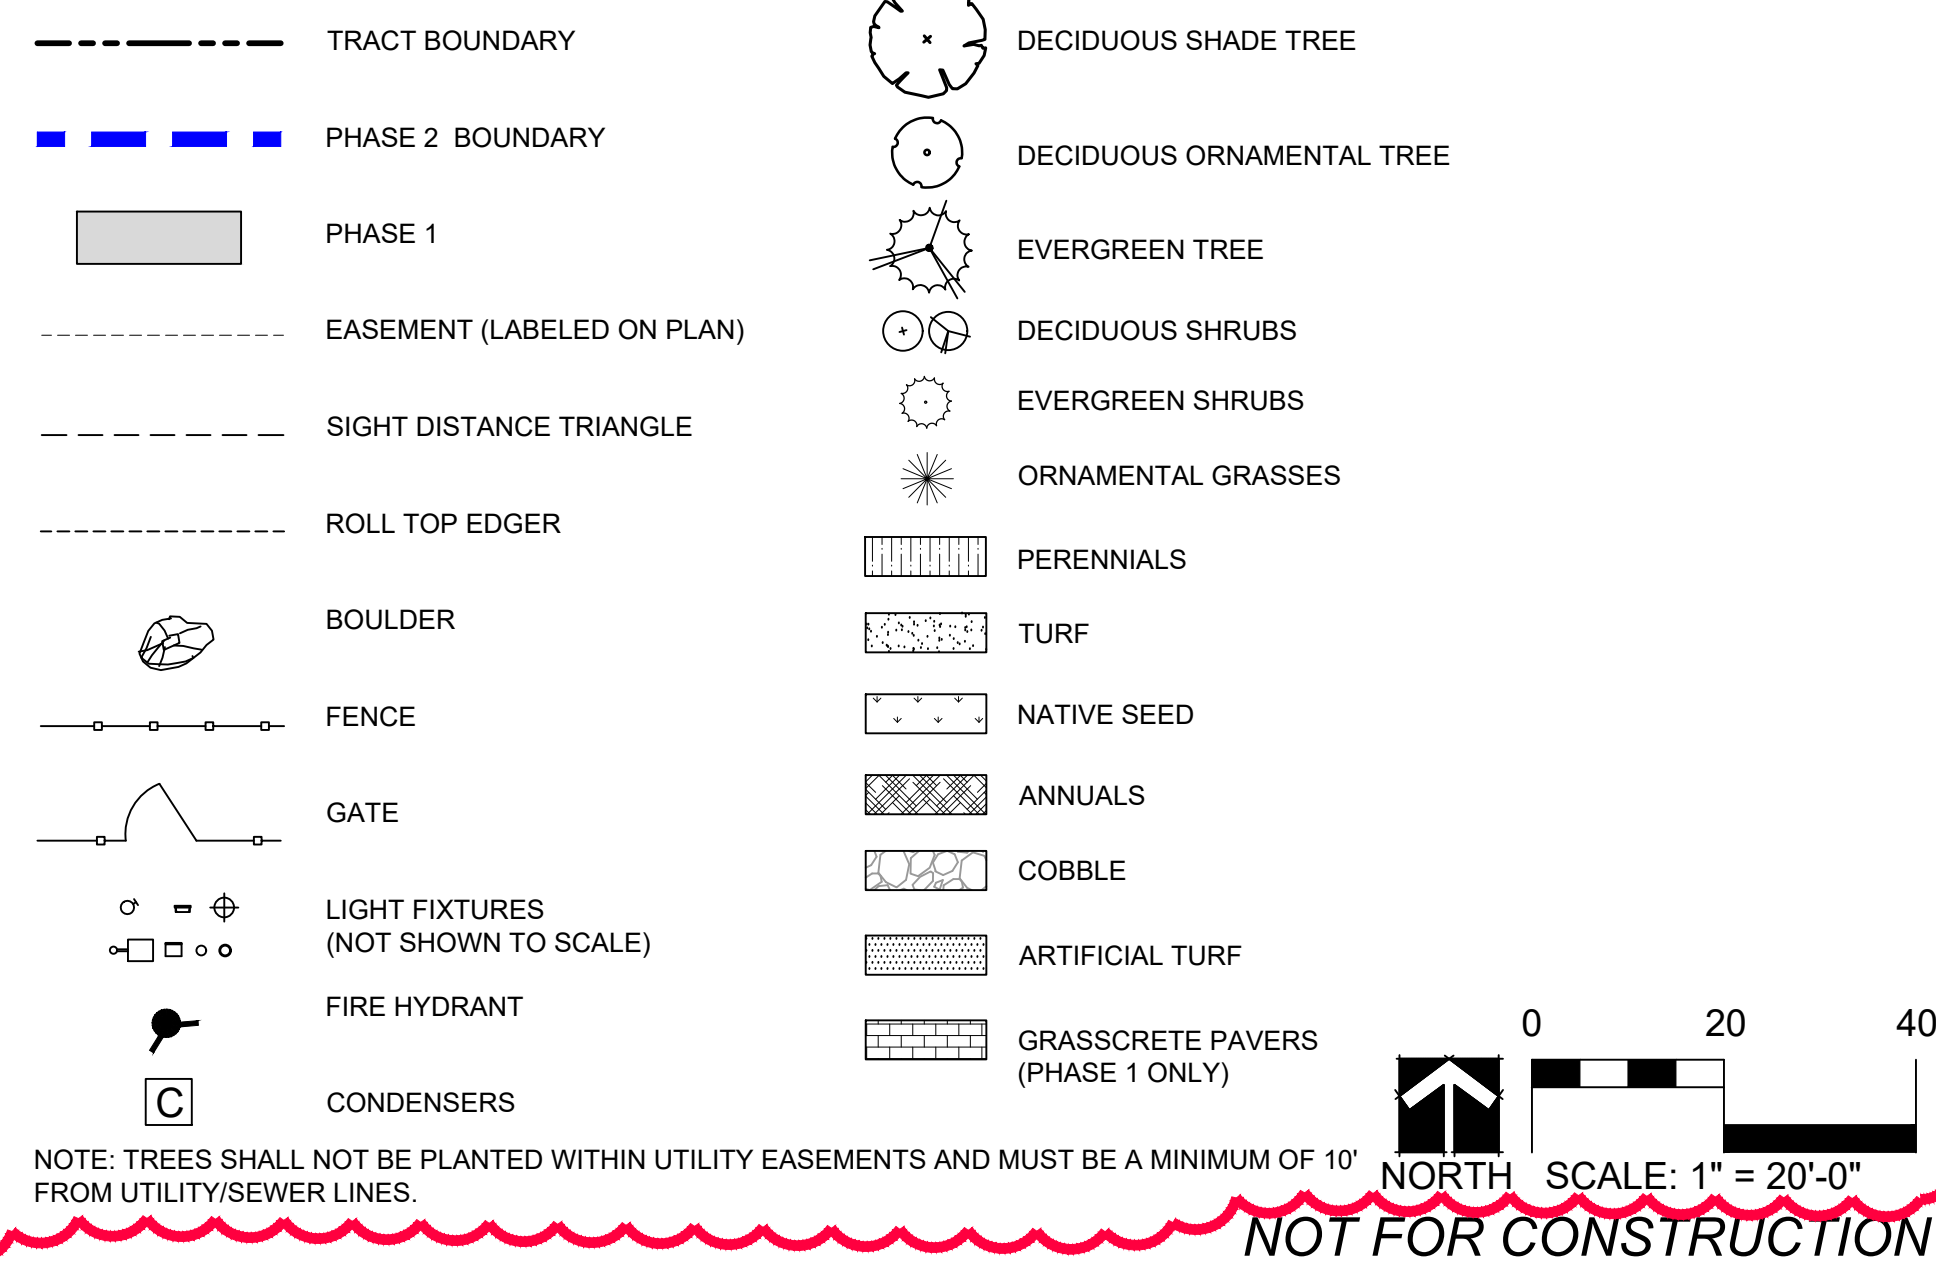 TRACT BOUNDARY
PHASE 2 BOUNDARY
PHASE 1
EASEMENT (LABELED ON PLAN)
SIGHT DISTANCE TRIANGLE
ROLL TOP EDGER
BOULDER
FENCE
GATE
LIGHT FIXTURES
(NOT SHOWN TO SCALE)
FIRE HYDRANT
C
CONDENSERS
DECIDUOUS SHADE TREE
DECIDUOUS ORNAMENTAL TREE
EVERGREEN TREE
DECIDUOUS SHRUBS
EVERGREEN SHRUBS
ORNAMENTAL GRASSES
PERENNIALS
TURF
NATIVE SEED
ANNUALS
COBBLE
ARTIFICIAL TURF
GRASSCRETE PAVERS
(PHASE 1 ONLY)
0 20 40
NORTH SCALE: 1" = 20'-0"
NOTE: TREES SHALL NOT BE PLANTED WITHIN UTILITY EASEMENTS AND MUST BE A MINIMUM OF 10'
FROM UTILITY/SEWER LINES.
NOT FOR CONSTRUCTION